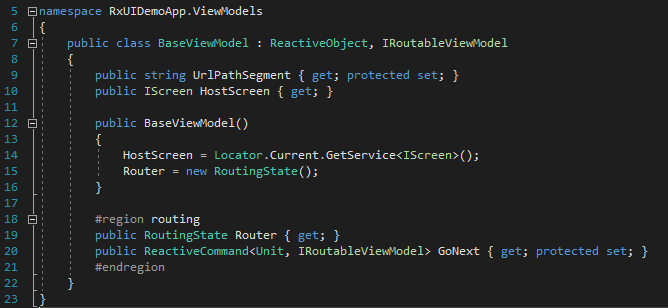 5 namespace RxUIDemoApp.ViewModels
6 {
7 public class BaseViewModel : ReactiveObject, IRoutableViewModel
8 {
9 public string UrlPathSegment { get; protected set; }
10 public IScreen HostScreen { get; }
11
12 public BaseViewModel()
13 {
14 HostScreen = Locator.Current.GetService<IScreen>();
15 Router = new RoutingState();
16 }
17
18 #region routing
19 public RoutingState Router { get; }
20 public ReactiveCommand<Unit, IRoutableViewModel> GoNext { get; protected set; }
21 #endregion
22 }
23 }